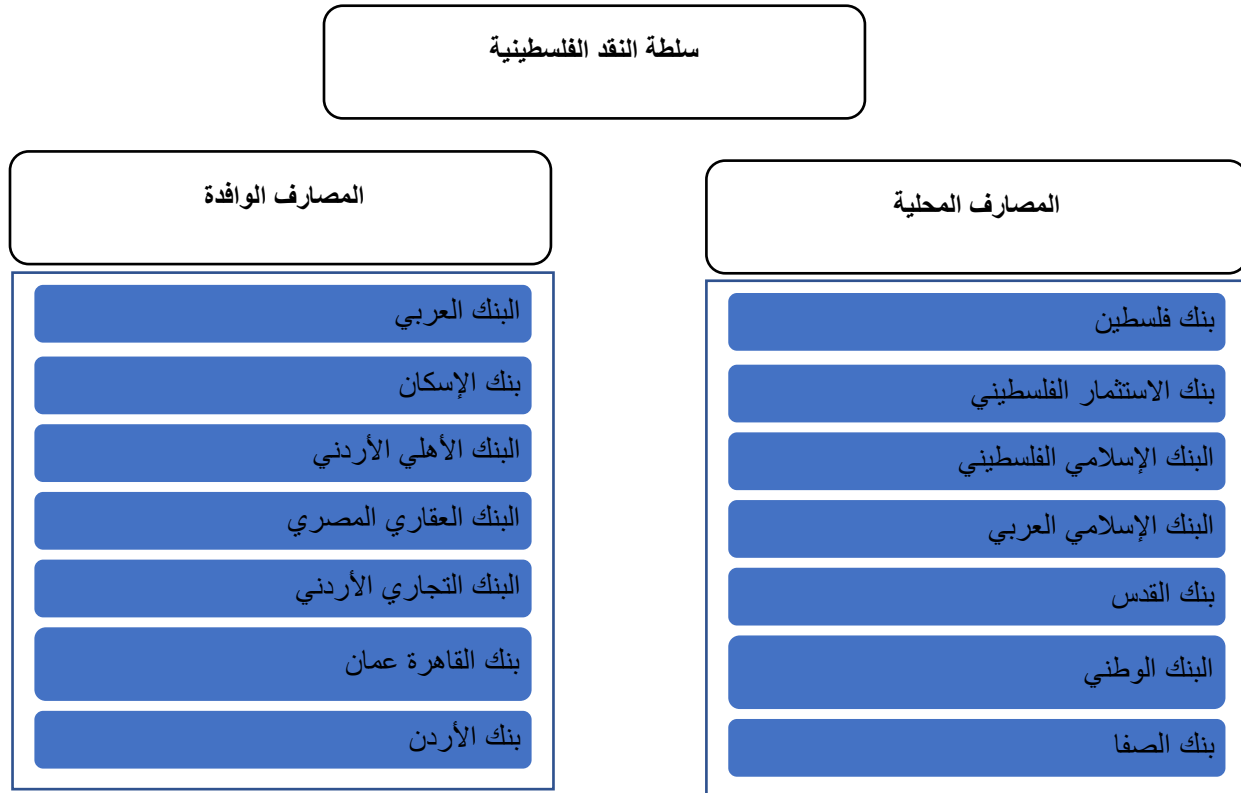 سلطة النقد الفلسطينية
المصارف المحلية
بنك فلسطين
بنك الاستثمار الفلسطيني
البنك الإسلامي الفلسطيني
البنك الإسلامي العربي
بنك القدس
البنك الوطني
بنك الصفا
المصارف الوافدة
البنك العربي
بنك الإسكان
البنك الأهلي الأردني
البنك العقاري المصري
البنك التجاري الأردني
بنك القاهرة عمان
بنك الأردن